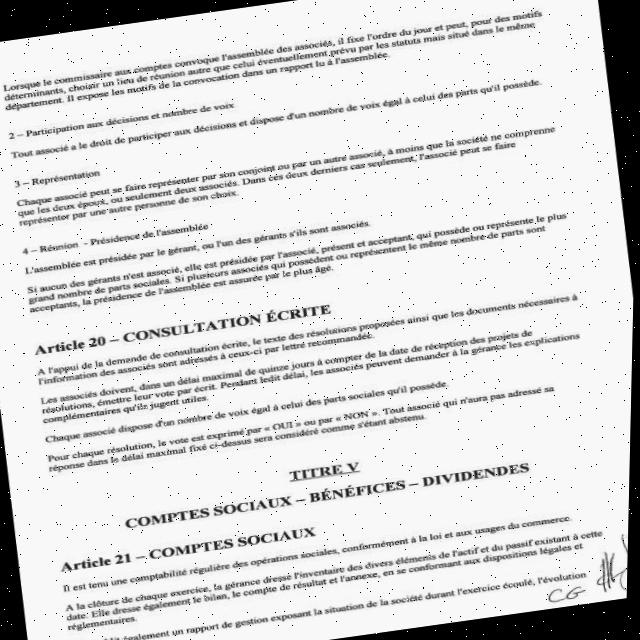 Lorsque le commissaire aux comptes convoque l'assemblée des associés, il fixe l'ordre du jour et peut, pour des motifs
déterminants, choisir un lieu de réunion autre que celui éventuellement prévu par les statuts mais situé dans le même
département. Il expose les motifs de la convocation dans un rapport lu à l'assemblée.
2 – Participation aux décisions et nombre de voix
Tout associé a le droit de participer aux décisions et dispose d'un nombre de voix égal à celui des parts qu'il possède.
3 – Représentation
Chaque associé peut se faire représenter par son conjoint ou par un autre associé, à moins que la société ne comprenne
que les deux époux, ou seulement deux associés. Dans ces deux derniers cas seulement, l'associé peut se faire
représenter par une autre personne de son choix.
4 – Réunion - Présidence de l'assemblée
L'assemblée est présidée par le gérant, ou l'un des gérants s'ils sont associés.
Si aucun des gérants n'est associé, elle est présidée par l'associé, présent et acceptant, qui possède ou représente le plus
grand nombre de parts sociales. Si plusieurs associés qui possèdent ou représentent le même nombre de parts sont
acceptants, la présidence de l'assemblée est assurée par le plus âgé.
Article 20 – CONSULTATION ÉCRITE
A l'appui de la demande de consultation écrite, le texte des résolutions proposées ainsi que les documents nécessaires à
l'information des associés sont adressés à ceux-ci par lettre recommandée.
Les associés doivent, dans un délai maximal de quinze jours à compter de la date de réception des projets de
résolutions, émettre leur vote par écrit. Pendant ledit délai, les associés peuvent demander à la gérance les explications
complémentaires qu'ils jugent utiles.
Chaque associé dispose d'un nombre de voix égal à celui des parts sociales qu'il possède.
Pour chaque résolution, le vote est exprimé par « OUI » ou par « NON ». Tout associé qui n'aura pas adressé sa
réponse dans le délai maximal fixé ci-dessus sera considéré comme s'étant abstenu.
TITRE V
COMPTES SOCIAUX – BÉNÉFICES – DIVIDENDES
Article 21 – COMPTES SOCIAUX
Il est tenu une comptabilité régulière des opérations sociales, conformément à la loi et aux usages du commerce.
A la clôture de chaque exercice, la gérance dresse l'inventaire des divers éléments de l'actif et du passif existant à cette
date. Elle dresse également le bilan, le compte de résultat et l'annexe, en se conformant aux dispositions légales et
réglementaires.
également un rapport de gestion exposant la situation de la société durant l'exercice écoulé, l'évolution
CG